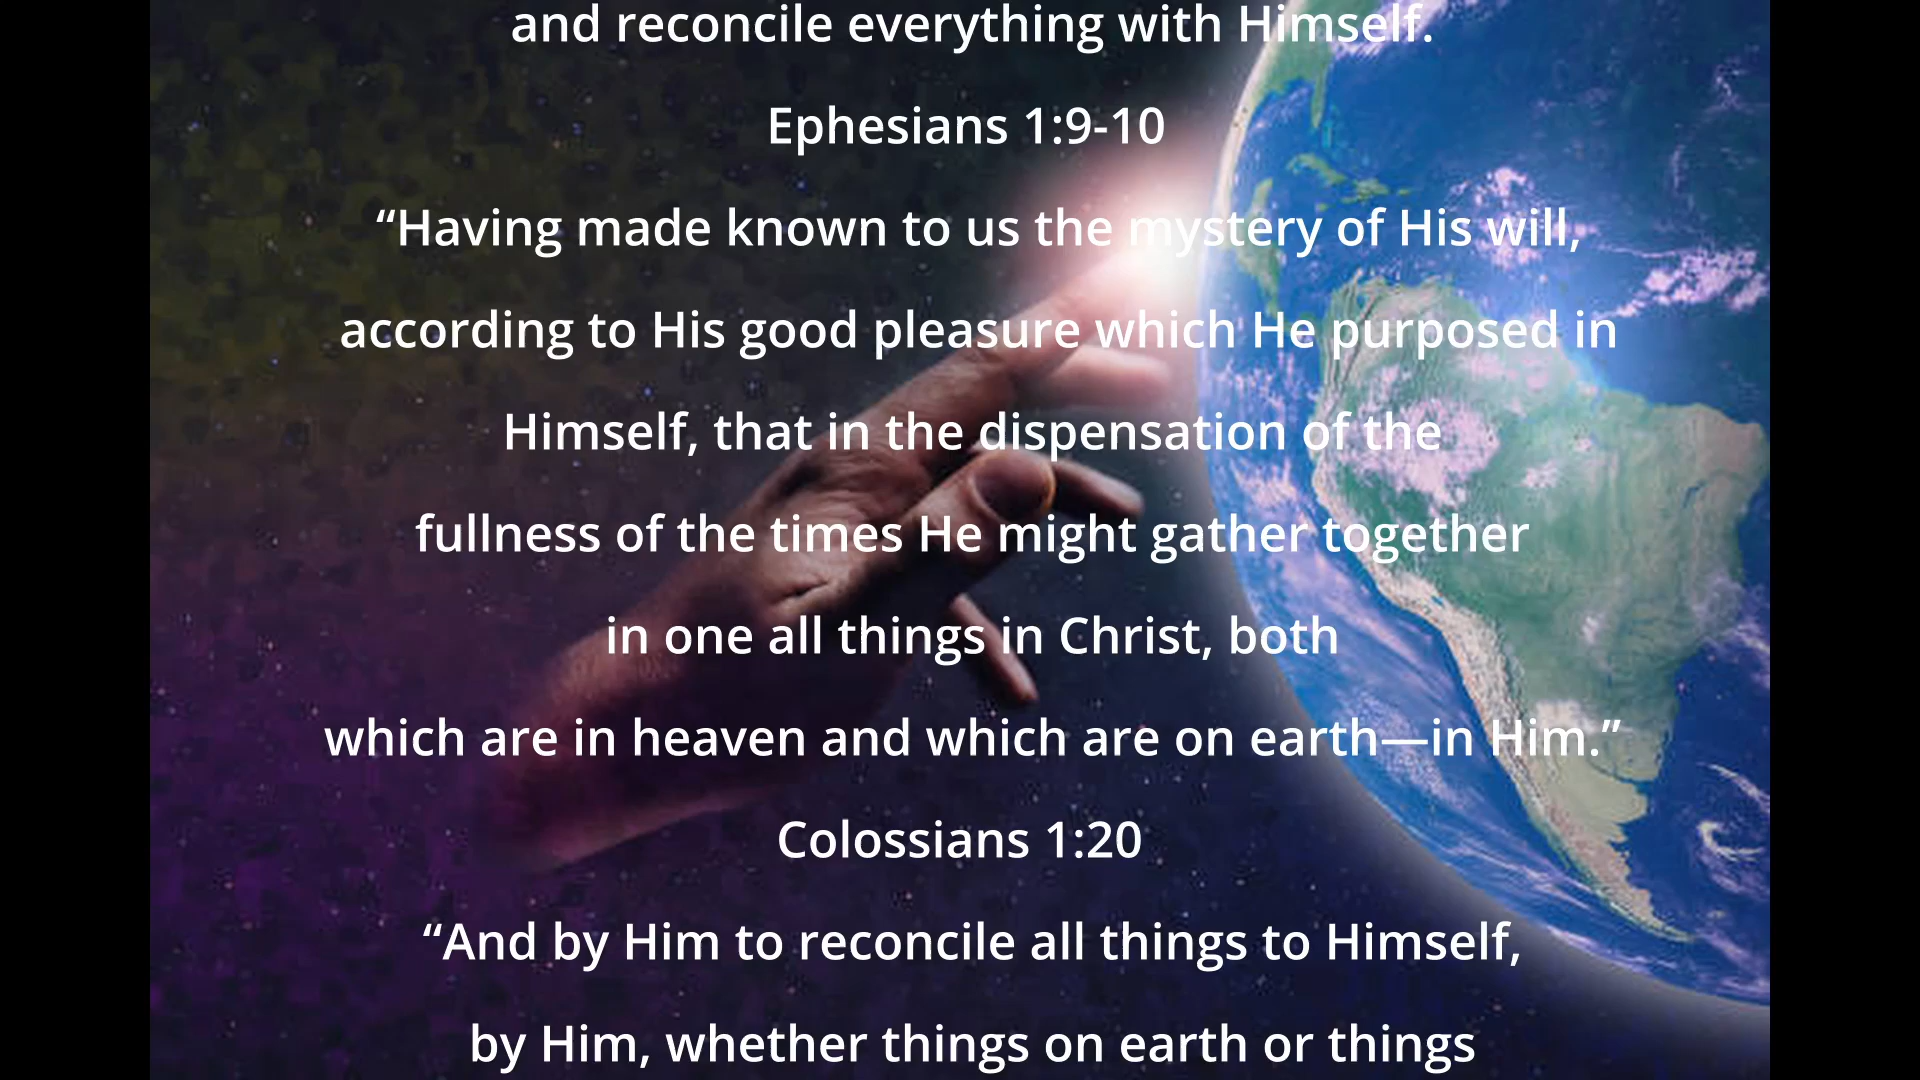 and reconcile everything with Himself.
Ephesians 1:9-10
“Having made known to us the mystery of His will,
according to His good pleasure which He purposed in
Himself, that in the dispensation of the
fullness of the times He might gather together
in one all things in Christ, both
which are in heaven and which are on earth—in Him.”
Colossians 1:20
“And by Him to reconcile all things to Himself,
by Him, whether things on earth or things